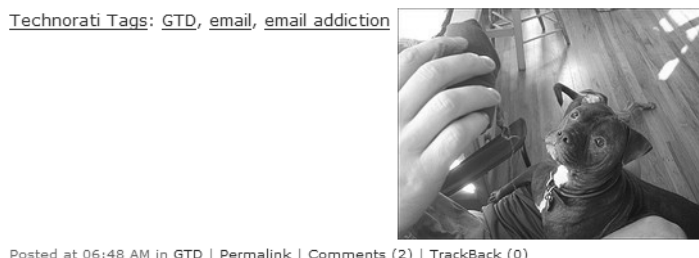 Technorati Tags: GTD, email, email addiction
Posted at 06:48 AM in GTD | Permalink | Comments (2) | TrackBack (0)